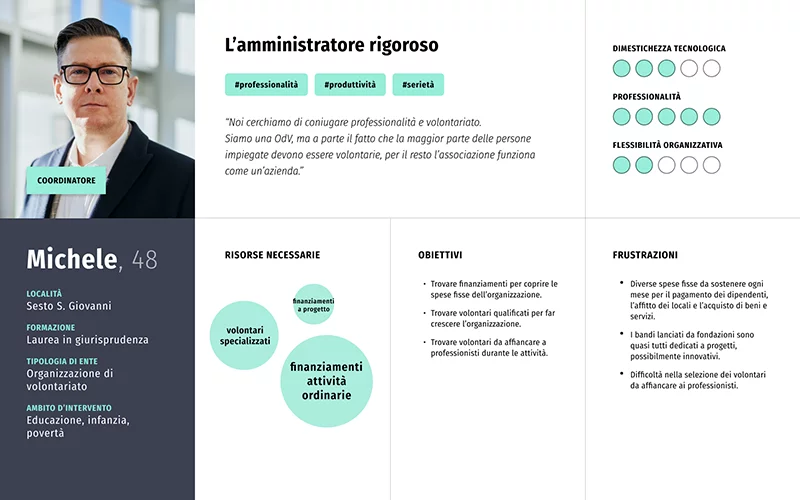 L’amministratore rigoroso
#professionalità #produttività #serietà
“Noi cerchiamo di coniugare professionalità e volontariato.
Siamo una OdV, ma a parte il fatto che la maggior parte delle persone
impiegate devono essere volontarie, per il resto l’associazione funziona
come un’azienda.”
DIMESTICHEZZA TECNOLOGICA
PROFESSIONALITÀ
FLESSIBILITÀ ORGANIZZATIVA
COORDINATORE
Michele, 48
LOCALITÀ
Sesto S. Giovanni
FORMAZIONE
Laurea in giurisprudenza
TIPOLOGIA DI ENTE
Organizzazione di
volontariato
AMBITO D’INTERVENTO
Educazione, infanzia,
povertà
RISORSE NECESSARIE
finanziamenti
a progetto
volontari
specializzati
finanziamenti
attività
ordinarie
OBIETTIVI
• Trovare finanziamenti per coprire le
spese fisse dell’organizzazione.
• Trovare volontari qualificati per far
crescere l’organizzazione.
• Trovare volontari da affiancare a
professionisti durante le attività.
FRUSTRAZIONI
• Diverse spese fisse da sostenere ogni
mese per il pagamento dei dipendenti,
l’affitto dei locali e l’acquisto di beni e
servizi.
• I bandi lanciati da fondazioni sono
quasi tutti dedicati a progetti,
possibilmente innovativi.
• Difficoltà nella selezione dei volontari
da affiancare ai professionisti.